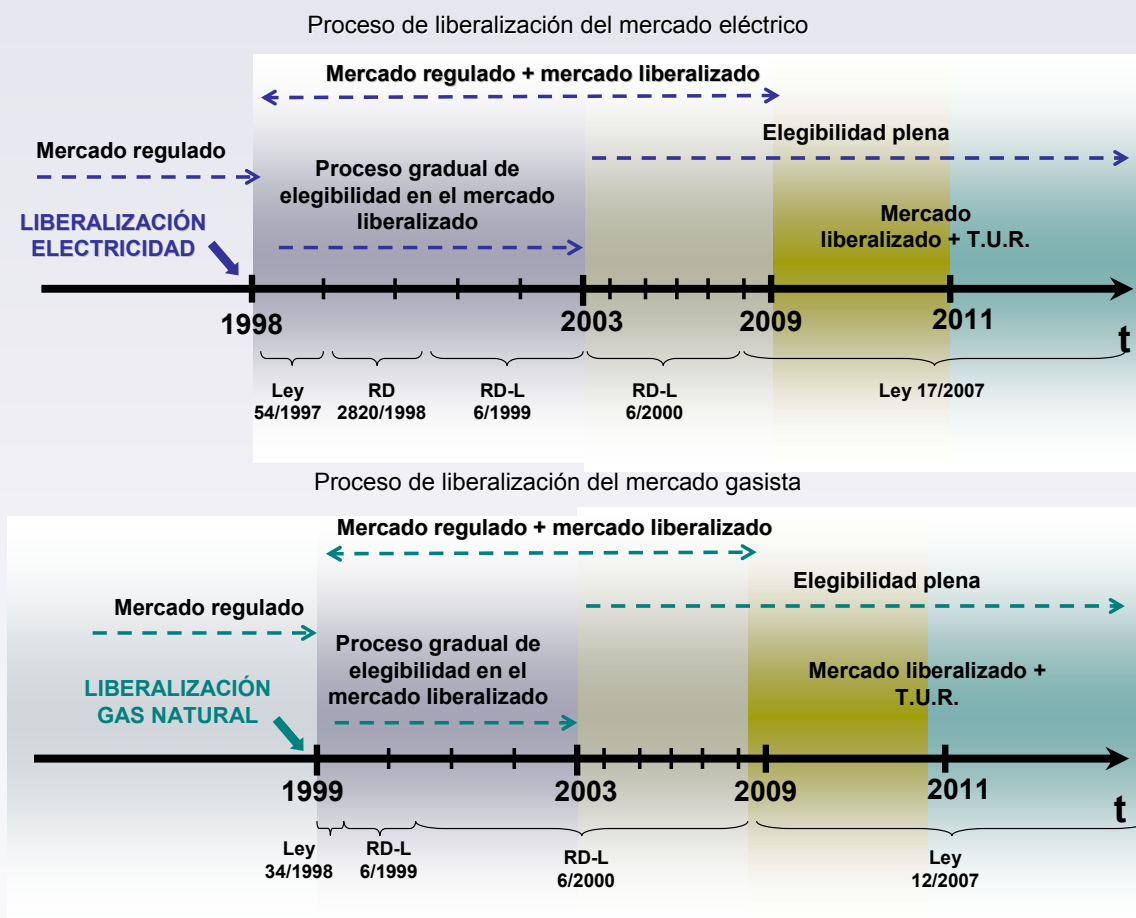 Proceso de liberalización del mercado eléctrico
Mercado regulado + mercado liberalizado
Elegibilidad plena
Mercado regulado
Proceso gradual de
elegibilidad en el mercado
liberalizado
LIBERALIZACIÓN
ELECTRICIDAD
Mercado
liberalizado + T.U.R.
1998
2003
2009
2011
t
Ley
54/1997
RD
2820/1998
RD-L
6/1999
RD-L
6/2000
Ley 17/2007
Proceso de liberalización del mercado gasista
Mercado regulado + mercado liberalizado
Elegibilidad plena
Mercado regulado
Proceso gradual de
elegibilidad en el
mercado liberalizado
LIBERALIZACIÓN
GAS NATURAL
Mercado liberalizado +
T.U.R.
1999
2003
2009
2011
t
Ley
34/1998
RD-L
6/1999
RD-L
6/2000
Ley
12/2007